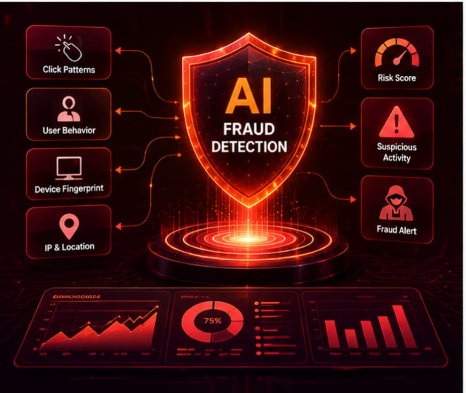 Click Patterns
User Behavior
Device Fingerprint
IP & Location
AI
FRAUD
DETECTION
Risk Score
Suspicious
Activity
Fraud Alert
75%